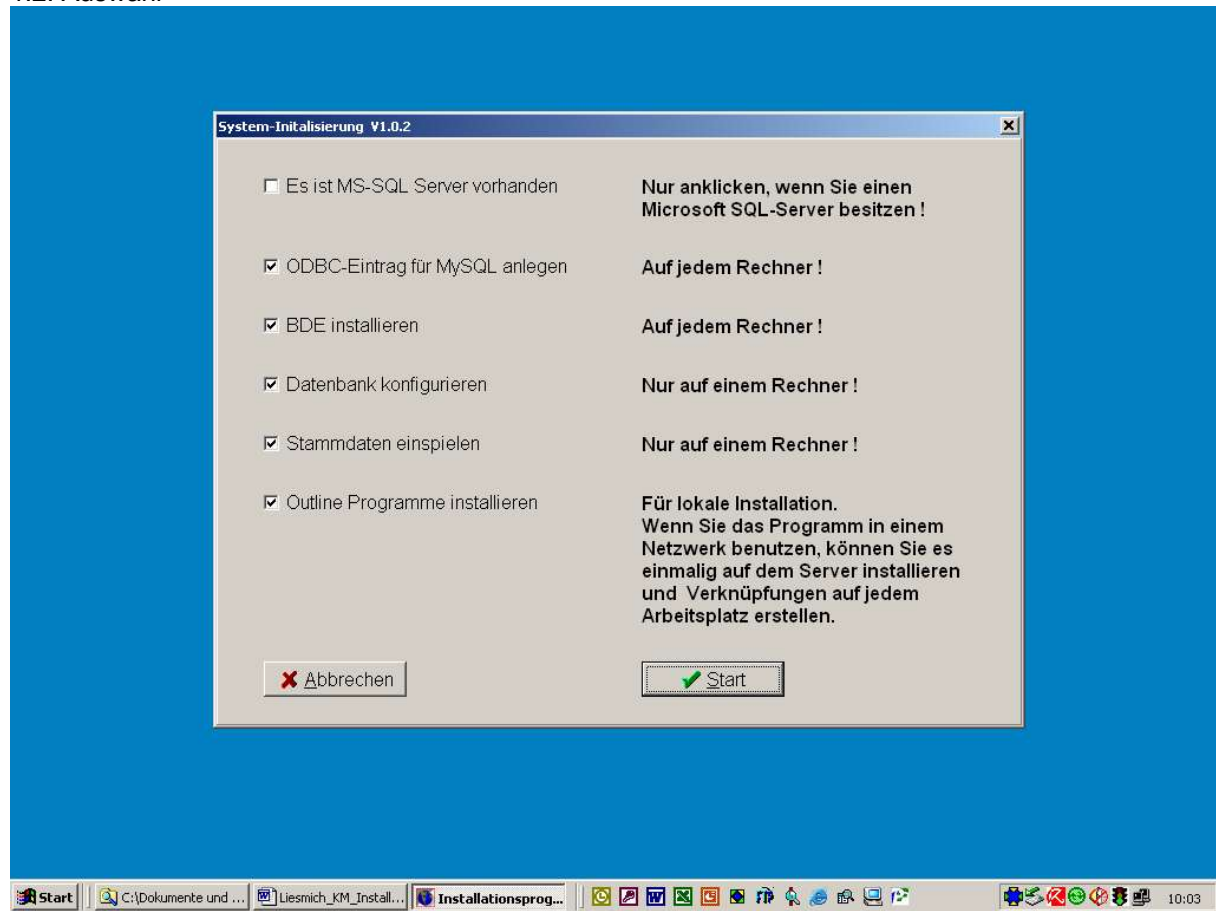 System-Initalisierung V1.0.2
Es ist MS-SQL Server vorhanden
Nur anklicken, wenn Sie einen
Microsoft SQL-Server besitzen !
ODBC-Eintrag für MySQL anlegen
Auf jedem Rechner !
BDE installieren
Auf jedem Rechner !
Datenbank konfigurieren
Nur auf einem Rechner !
Stammdaten einspielen
Nur auf einem Rechner !
Outline Programme installieren
Für lokale Installation.
Wenn Sie das Programm in einem
Netzwerk benutzen, können Sie es
einmalig auf dem Server installieren
und Verknüpfungen auf jedem
Arbeitsplatz erstellen.
Abbrechen
Start
Start
C:\Dokumente und ...
Liesmich_KM_Install...
Installationsprog...
10:03